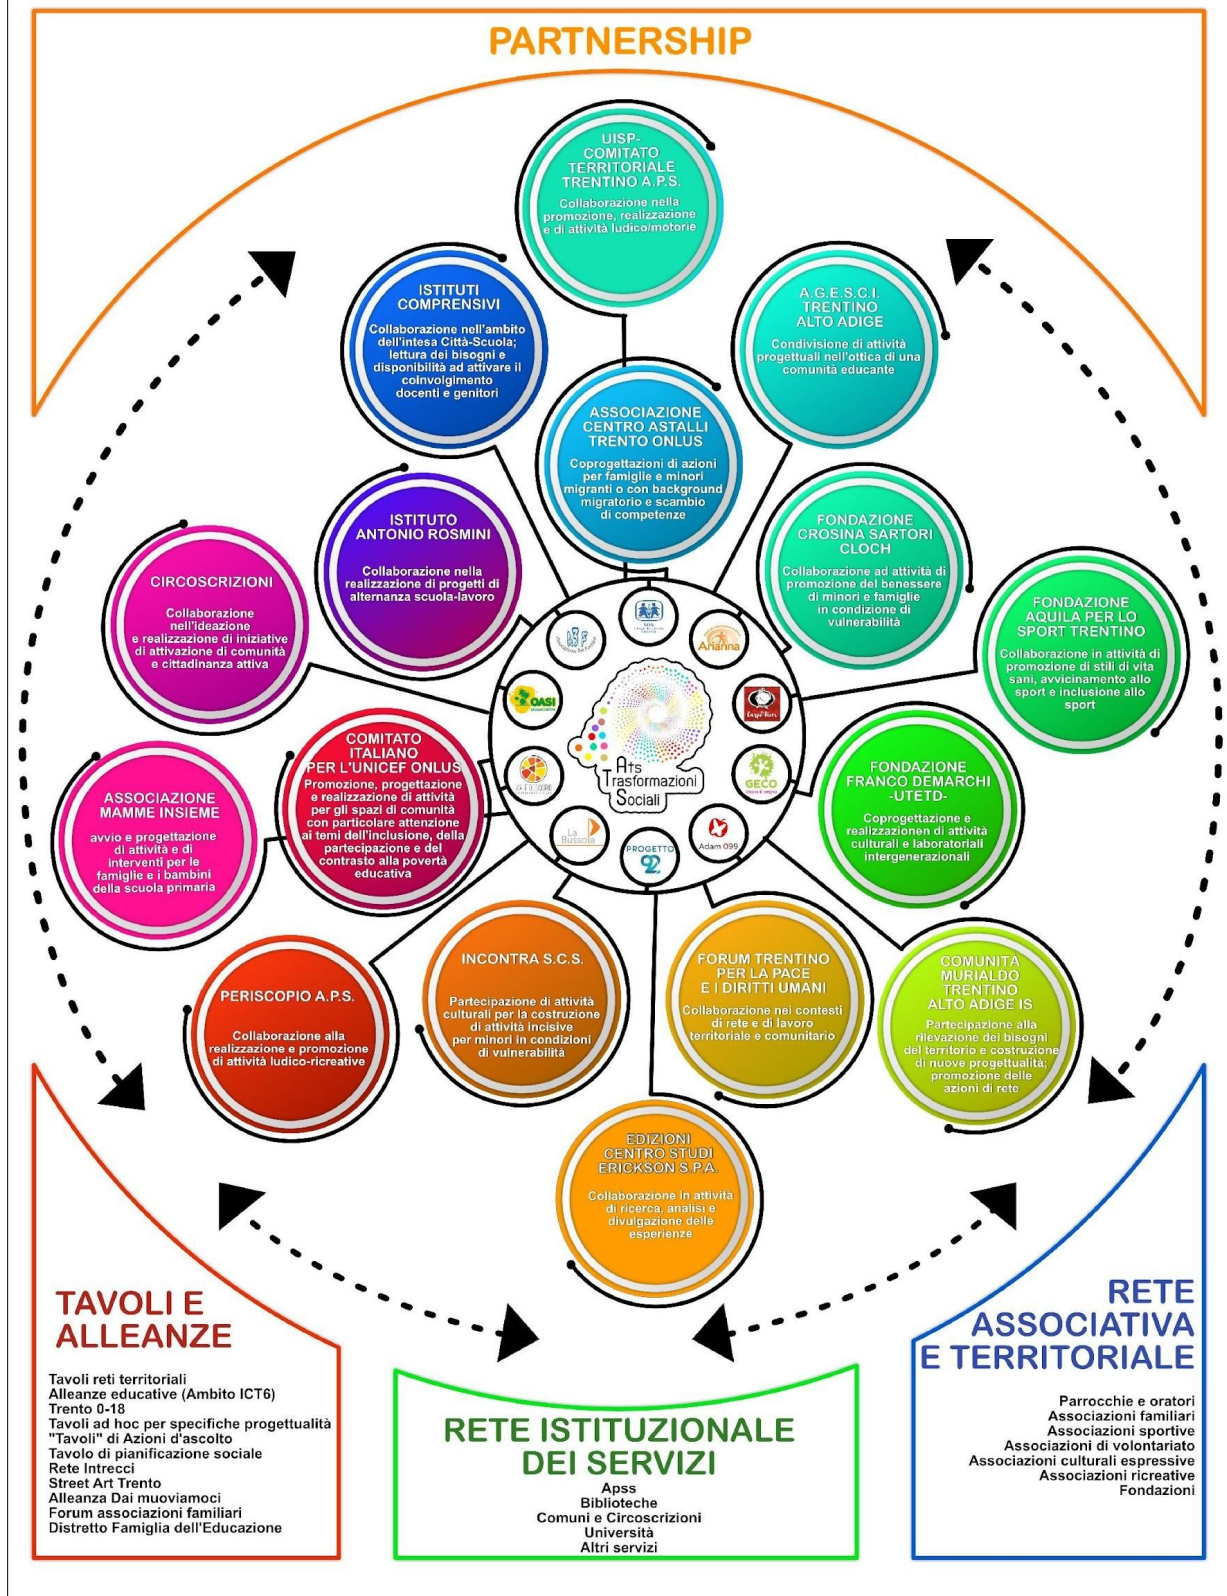 PARTNERSHIP
UISP-
COMITATO
TERRITORIALE
TRENTINO A.P.S.
Collaborazione nella
promozione, realizzazione
e di attività ludico/motorie
ISTITUTI
COMPRENSIVI
Collaborazione nell'ambito
dell'intesa Città-Scuola;
lettura dei bisogni e
disponibilità ad attivare il
coinvolgimento
docenti e genitori
A.G.E.S.C.I.
TRENTINO
ALTO ADIGE
Condivisione di attività
progettuali nell'ottica di una
comunità educante
ASSOCIAZIONE
CENTRO ASTALLI
TRENTO ONLUS
Coprogettazioni di azioni
per famiglie e minori
migranti o con background
migratorio e scambio
di competenze
ISTITUTO
ANTONIO ROSMINI
Collaborazione nella
realizzazione di progetti di
alternanza scuola-lavoro
FONDAZIONE
CROSINA SARTORI
CLOCH
Collaborazione ad attività di
promozione del benessere
di minori e famiglie
in condizione di
vulnerabilità
CIRCOSCRIZIONI
Collaborazione
nell'ideazione
e realizzazione di iniziative
di attivazione di comunità
e cittadinanza attiva
FONDAZIONE
AQUILA PER LO
SPORT TRENTINO
Collaborazione in attività di
promozione di stili di vita
sani, avvicinamento allo
sport e inclusione allo
sport
Arianna
OASI
Carpe Diem
GECO
La
Bussola
PROGETTO
92
Adam 099
Ats
Trasformazioni
Sociali
COMITATO
ITALIANO
PER L'UNICEF ONLUS
Promozione, progettazione
e realizzazione di attività
per gli spazi di comunità
con particolare attenzione
ai temi dell'inclusione, della
partecipazione e del
contrasto alla povertà
educativa
FONDAZIONE
FRANCO DEMARCHI
-UTETD-
Coprogettazione e
realizzazionen di attività
culturali e laboratoriali
intergenerazionali
ASSOCIAZIONE
MAMME INSIEME
avvio e progettazione
di attività e di
interventi per le
famiglie e i bambini
della scuola primaria
PERISCOPIO A.P.S.
Collaborazione alla
realizzazione e promozione
di attività ludico-ricreative
INCONTRA S.C.S.
Partecipazione di attività
culturali per la costruzione
di attività incisive
per minori in condizioni
di vulnerabilità
FORUM TRENTINO
PER LA PACE
E I DIRITTI UMANI
Collaborazione nei contesti
di rete e di lavoro
territoriale e comunitario
COMUNITÀ
MURIALDO
TRENTINO
ALTO ADIGE IS
Partecipazione alla
rilevazione dei bisogni
del territorio e costruzione
di nuove progettualità;
promozione delle
azioni di rete
EDIZIONI
CENTRO STUDI
ERICKSON S.P.A.
Collaborazione in attività
di ricerca, analisi e
divulgazione delle
esperienze
TAVOLI E
ALLEANZE
Tavoli reti territoriali
Alleanze educative (Ambito ICT6)
Trento 0-18
Tavoli ad hoc per specifiche progettualità
"Tavoli" di Azioni d'ascolto
Tavolo di pianificazione sociale
Rete Intrecci
Street Art Trento
Alleanza Dai muoviamoci
Forum associazioni familiari
Distretto Famiglia dell'Educazione
RETE ISTITUZIONALE
DEI SERVIZI
Apss
Biblioteche
Comuni e Circoscrizioni
Università
Altri servizi
RETE
ASSOCIATIVA
E TERRITORIALE
Parrocchie e oratori
Associazioni familiari
Associazioni sportive
Associazioni di volontariato
Associazioni culturali espressive
Associazioni ricreative
Fondazioni